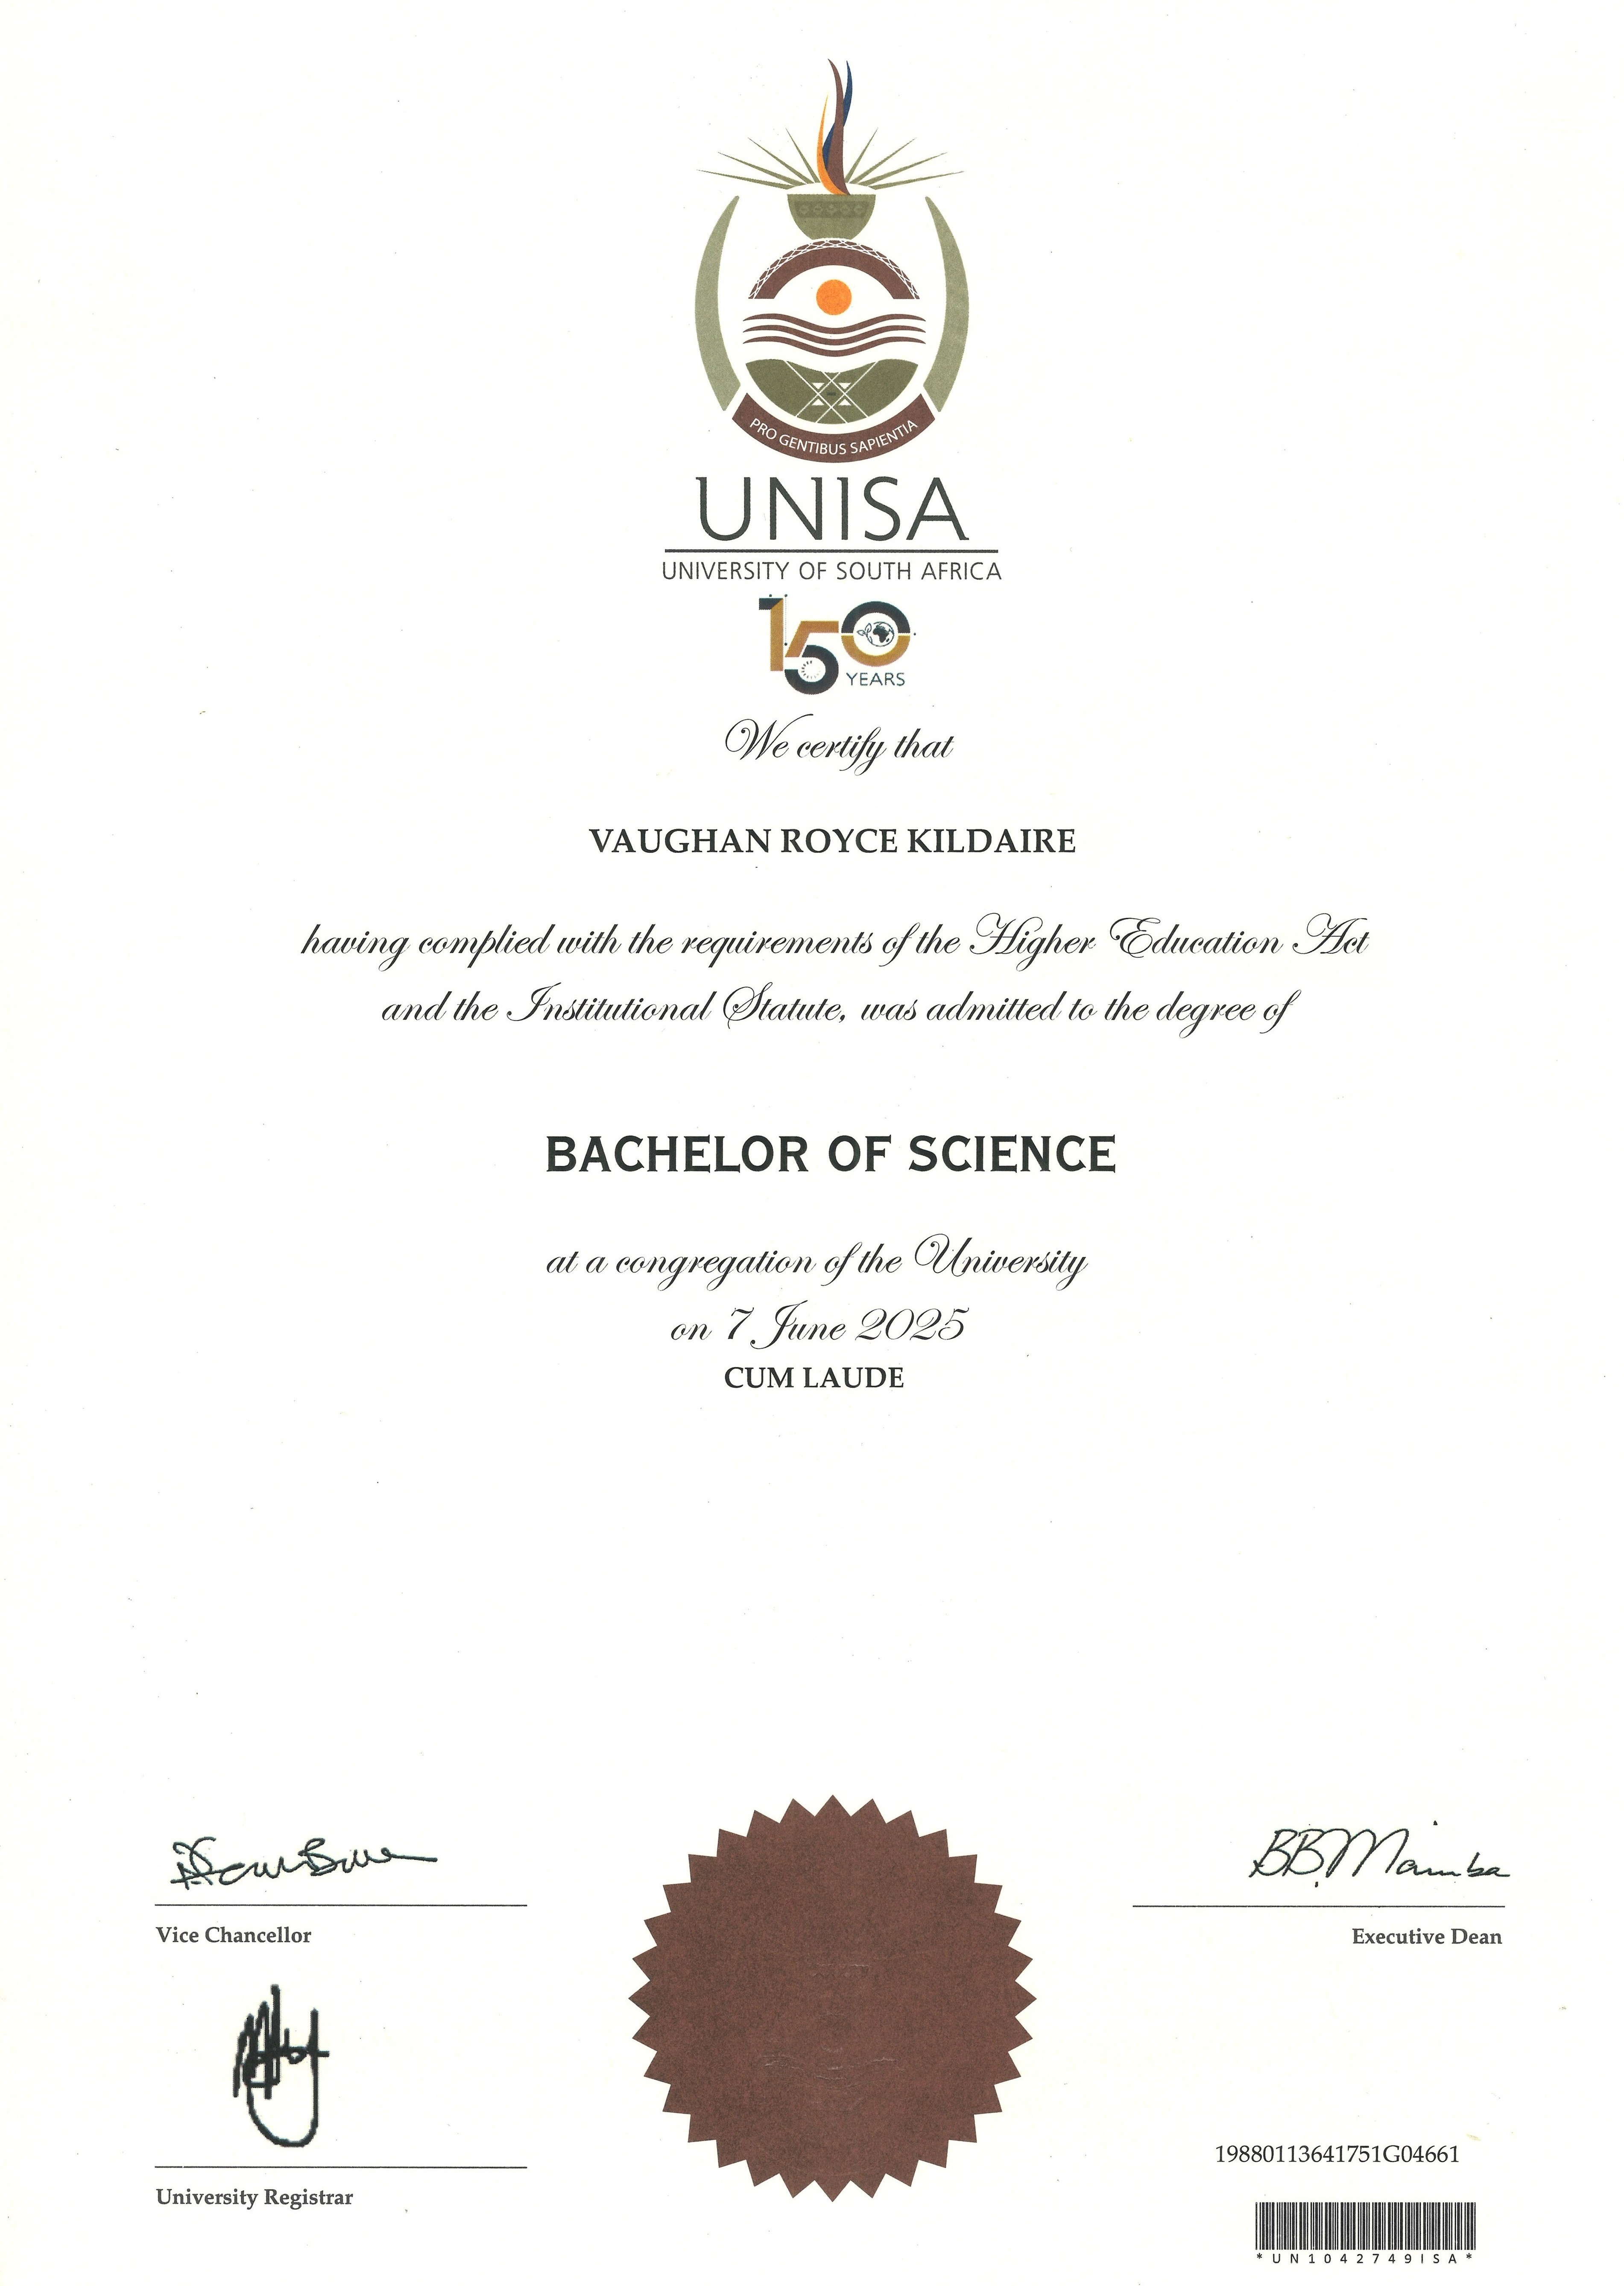 PRO GENTIBUS SAPIENTIA
UNISA
UNIVERSITY OF SOUTH AFRICA
150
YEARS
We certify that
VAUGHAN ROYCE KILDAIRE
having complied with the requirements of the Higher Education Act
and the Institutional Statute, was admitted to the degree of
BACHELOR OF SCIENCE
at a congregation of the University
on 7 June 2025
CUM LAUDE
BBMamba
Vice Chancellor
Executive Dean
University Registrar
19880113641751G04661
*UN1042749ISA*